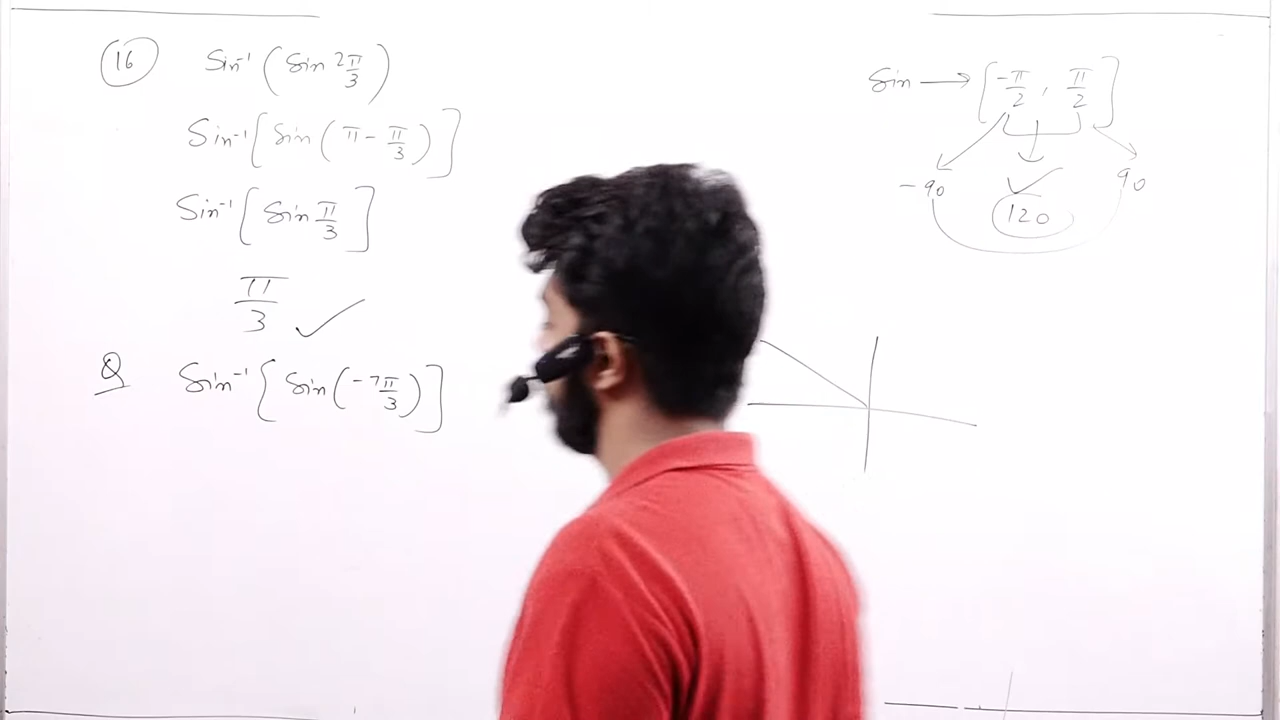 16 Sin⁻¹ (Sin 2π/3)
Sin⁻¹ [Sin (π - π/3)]
Sin⁻¹ [Sin π/3]
π/3 ✓
Q Sin⁻¹ [Sin (-7π/3)]
Sin → [-π/2, π/2]
-90 ✓ 90
120